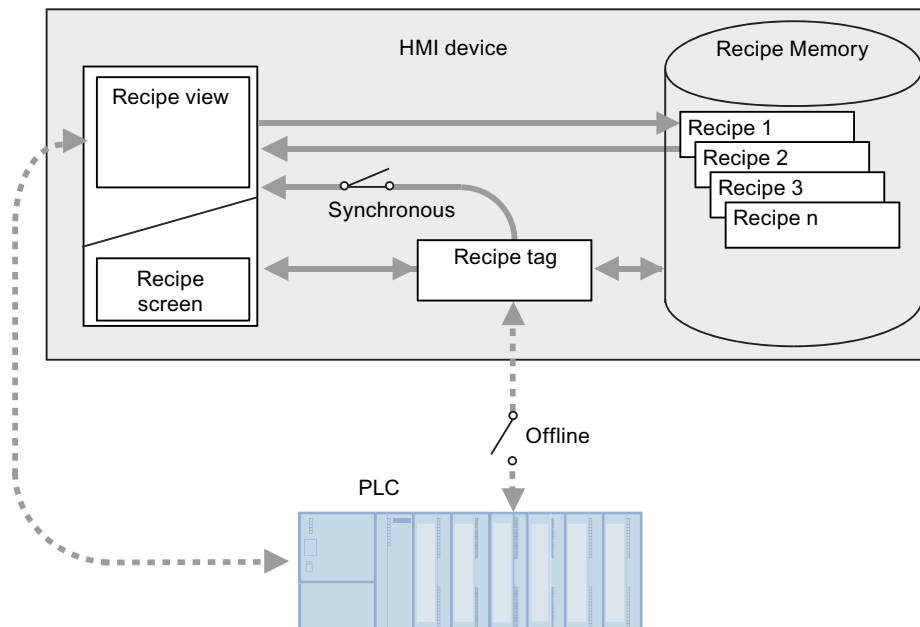 HMI device
Recipe Memory
Recipe view
Recipe 1
Recipe 2
Recipe 3
Recipe n
Synchronous
Recipe tag
Recipe
screen
Offline
PLC